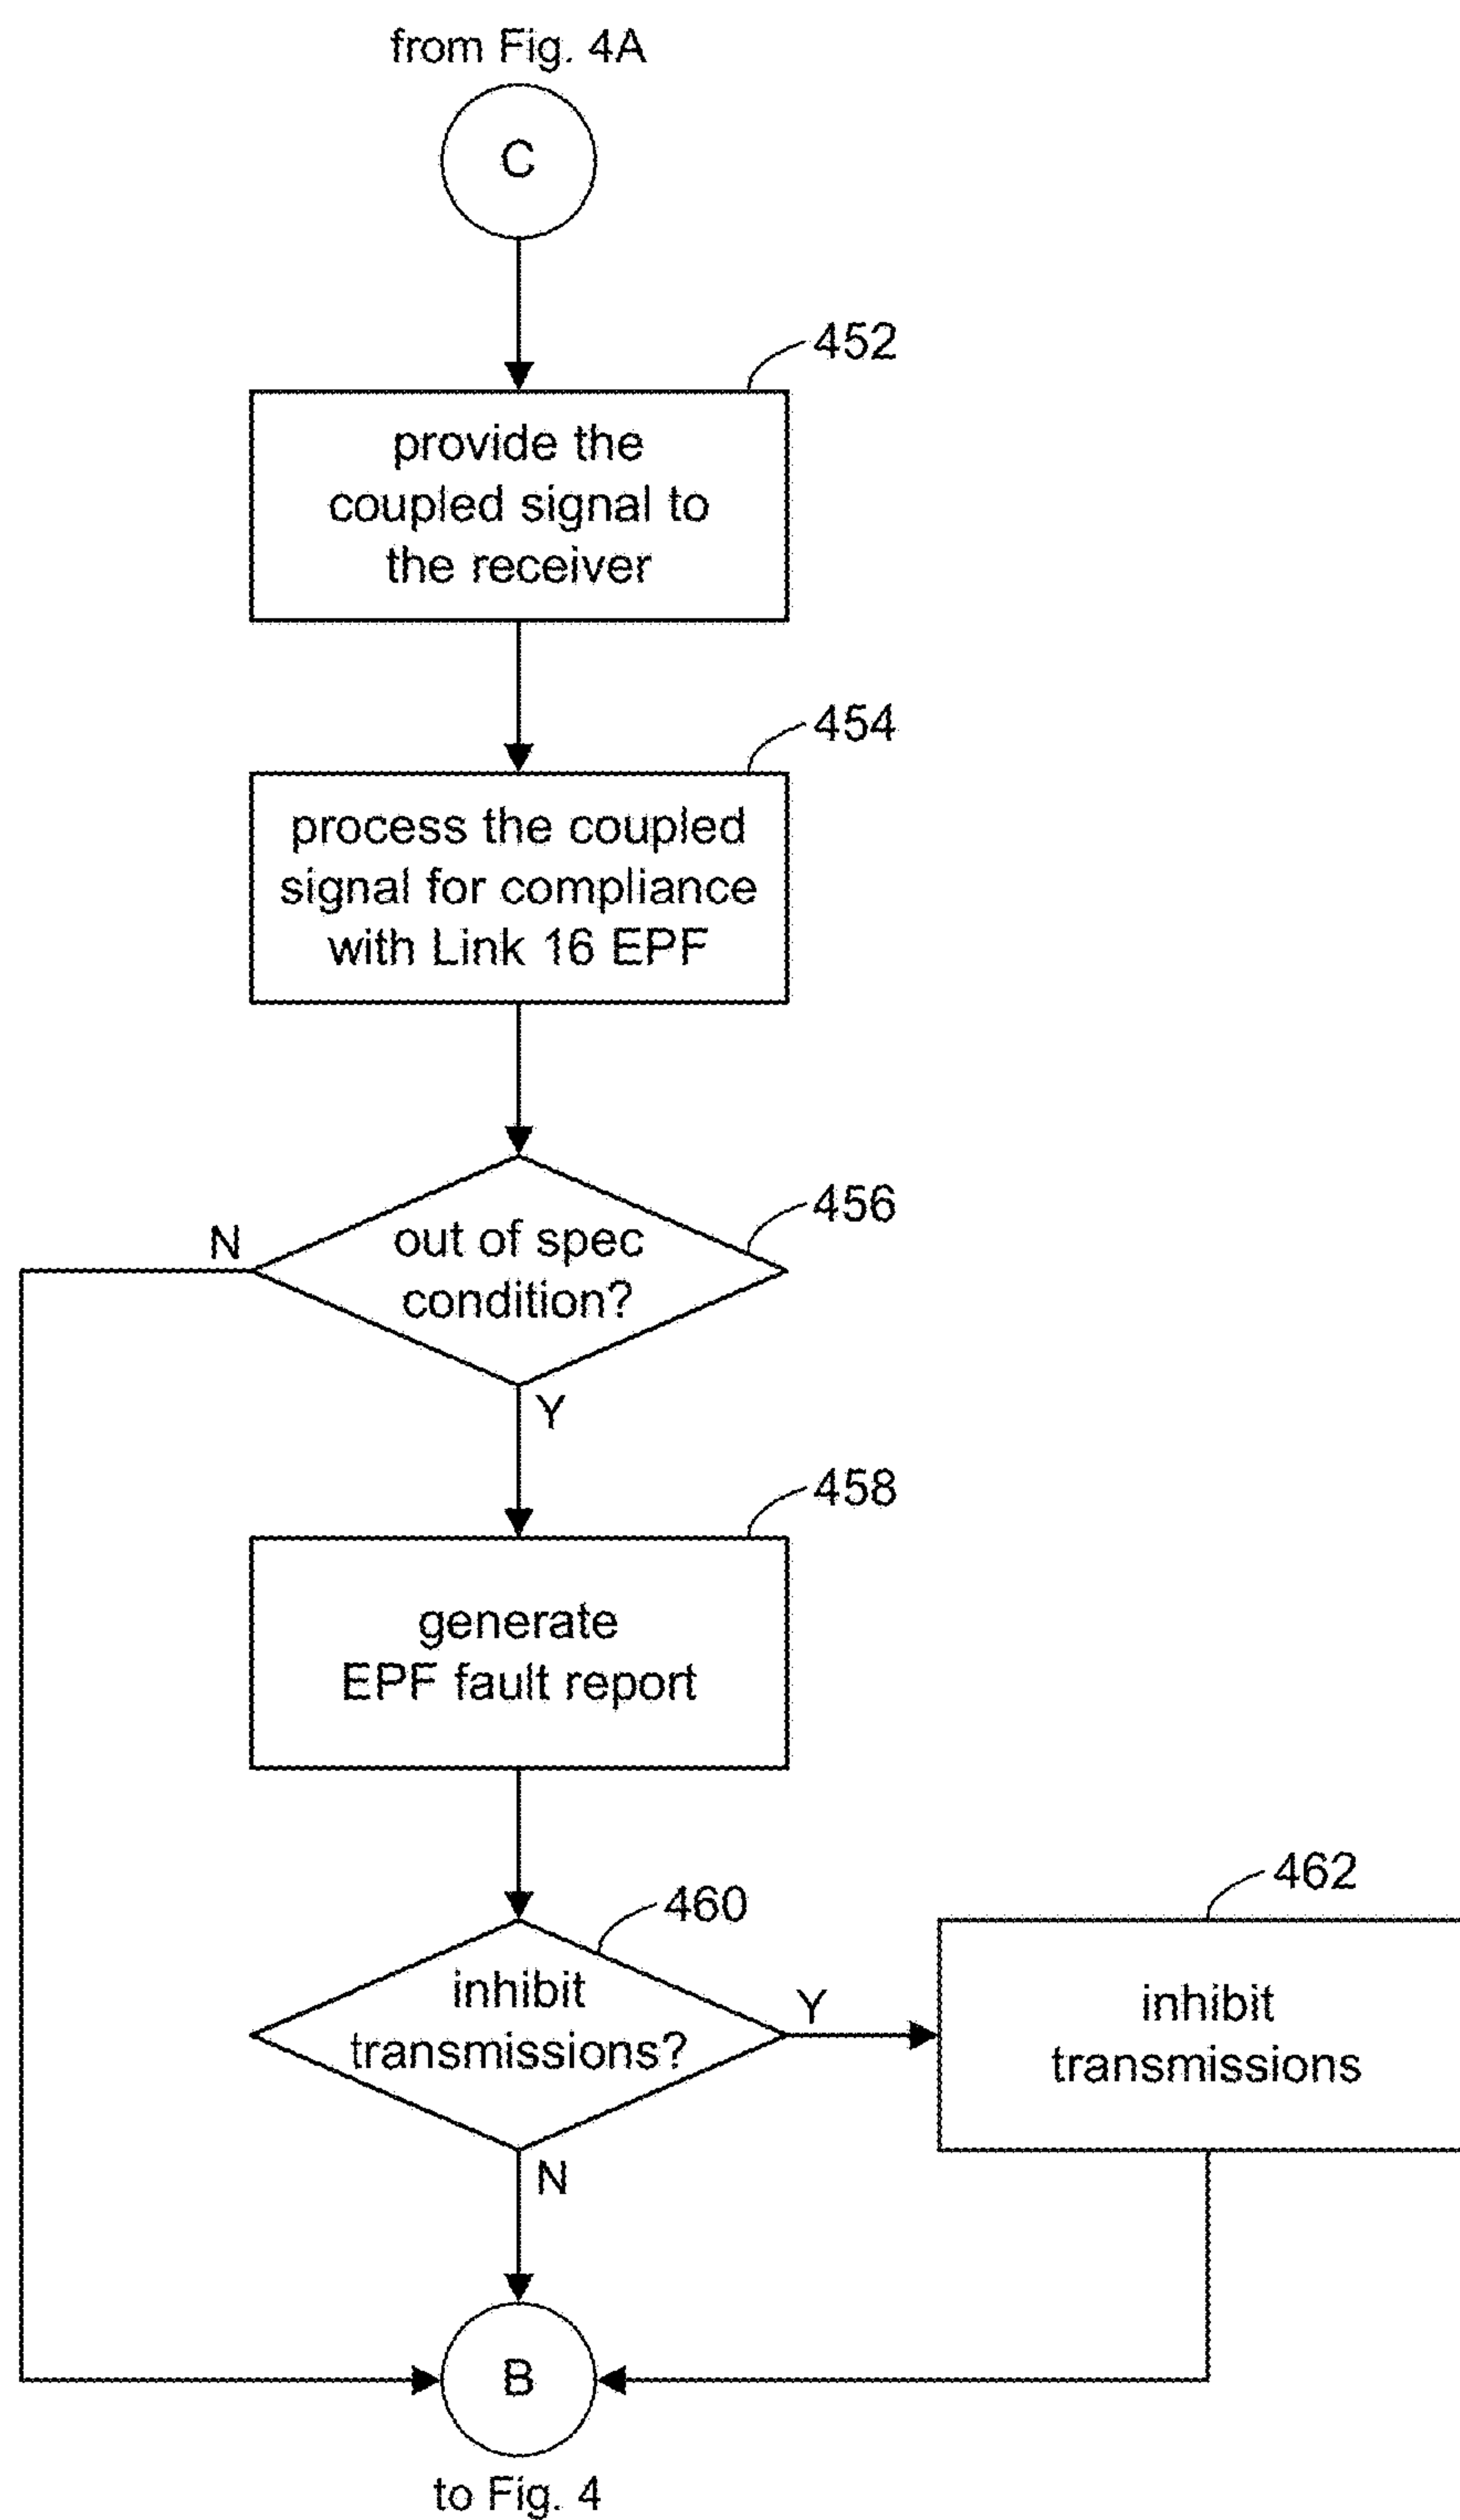 from Fig. 4A
C
452
provide the
coupled signal to
the receiver
454
process the coupled
signal for compliance
with Link 16 EPF
456
N
out of spec
condition?
Y
458
generate
EPF fault report
460
462
inhibit
transmissions?
Y
inhibit
transmissions
N
B
to Fig. 4